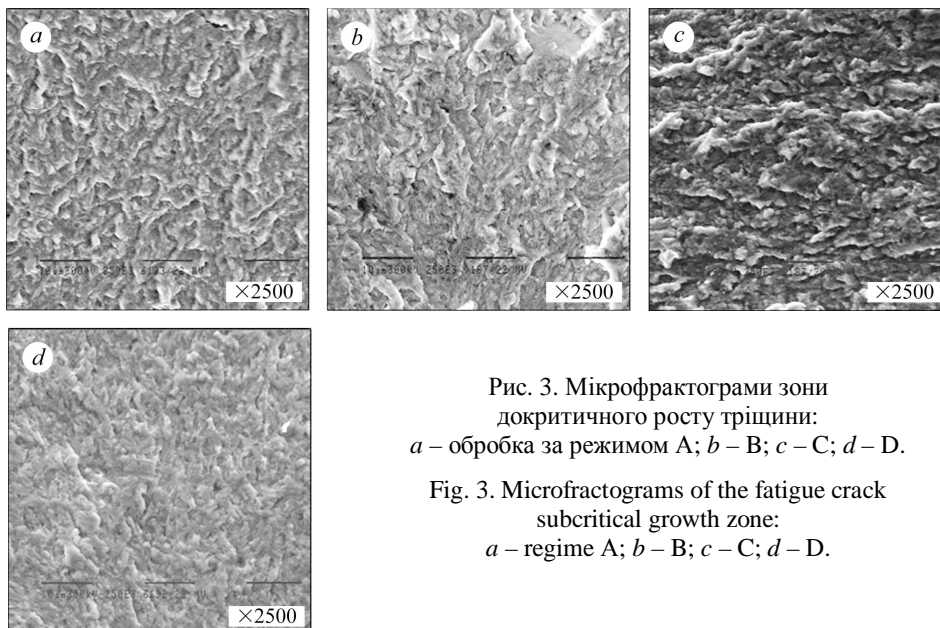 a
b
c
×2500
×2500
×2500
d
×2500
Рис. 3. Мікрофрактограми зони
докритичного росту тріщини:
a – обробка за режимом A; b – B; c – C; d – D.
Fig. 3. Microfractograms of the fatigue crack
subcritical growth zone:
a – regime A; b – B; c – C; d – D.